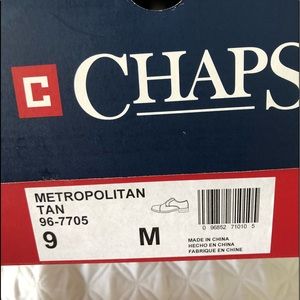 C CHAPS
METROPOLITAN
TAN
96-7705
9 M
0 96852 71010 5
MADE IN CHINA
HECHO EN CHINA
FABRIQUE EN CHINE